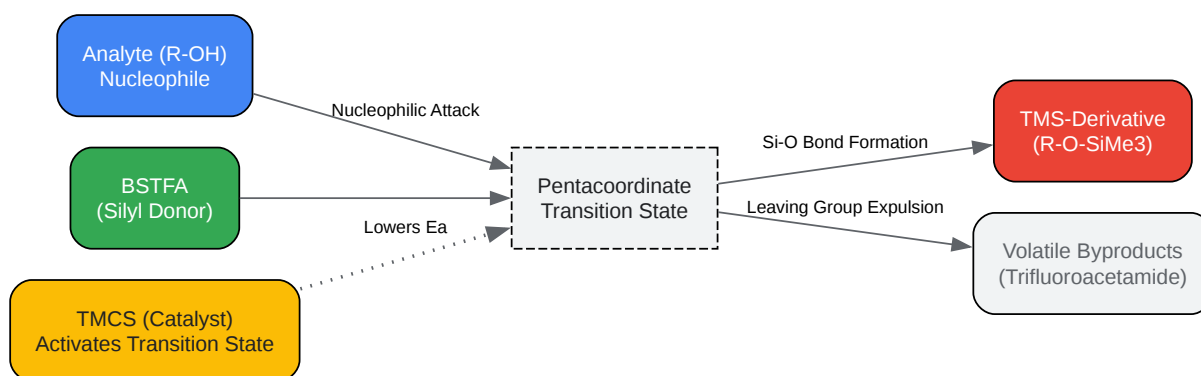 Analyte (R-OH)
Nucleophile
Nucleophilic Attack
BSTFA
(Silyl Donor)
Lowers Ea
TMCS (Catalyst)
Activates Transition State
Pentacoordinate
Transition State
Si-O Bond Formation
Leaving Group Expulsion
TMS-Derivative
(R-O-SiMe3)
Volatile Byproducts
(Trifluoroacetamide)